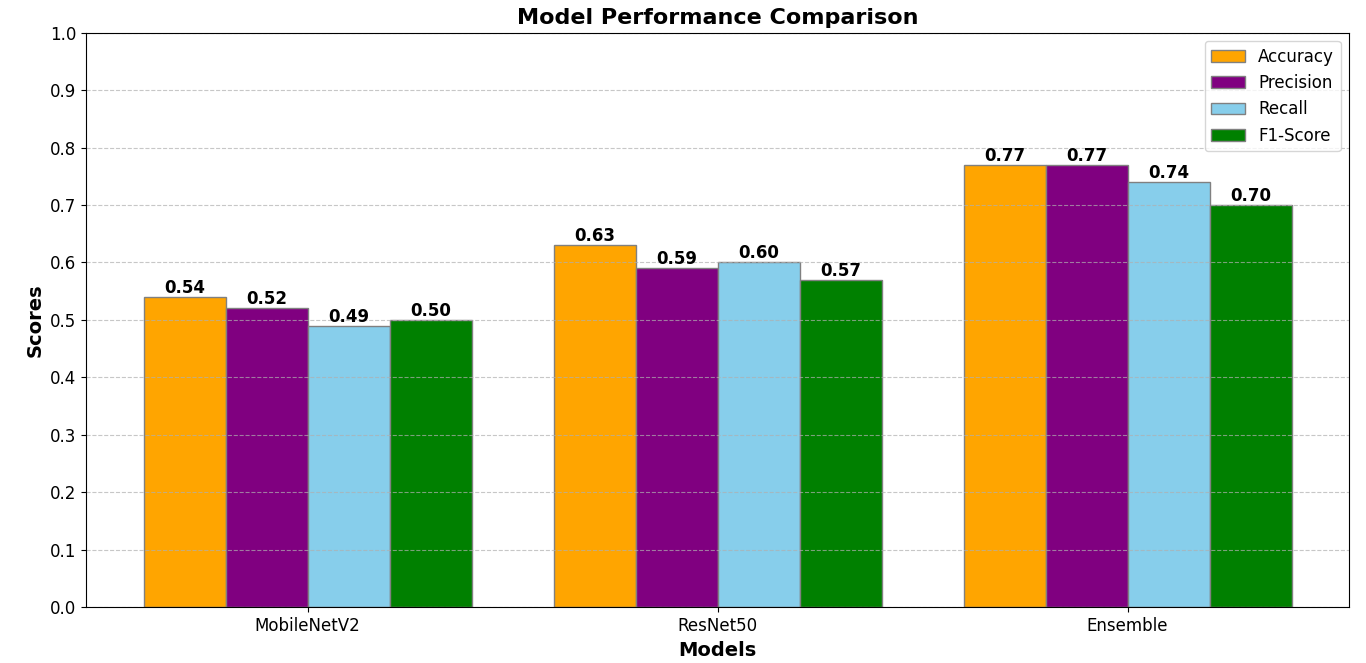 Model Performance Comparison
1.0
0.9
0.8
0.7
0.6
0.5
0.4
0.3
0.2
0.1
0.0
Scores
Accuracy
Precision
Recall
F1-Score
0.54
0.52
0.49
0.50
0.63
0.59
0.60
0.57
0.77
0.77
0.74
0.70
MobileNetV2
ResNet50
Ensemble
Models